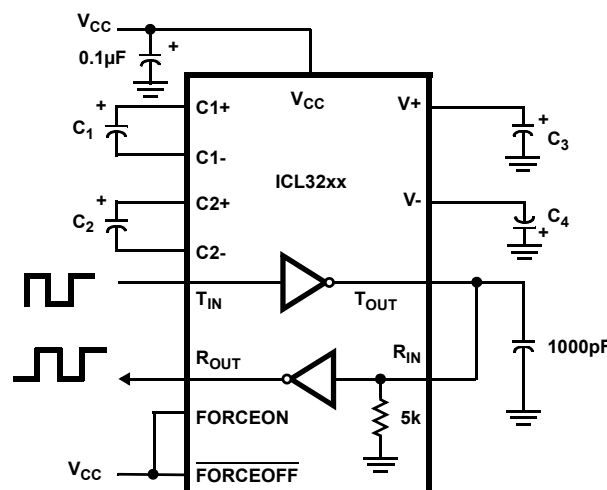 VCC
0.1µF
+
VCC
V+
+
C3
C1+
+
C1
C1-
ICL32xx
C2+
+
C2
C2-
V-
C4
+
TIN
TOUT
1000pF
ROUT
RIN
5k
FORCEON
VCC
FORCEOFF